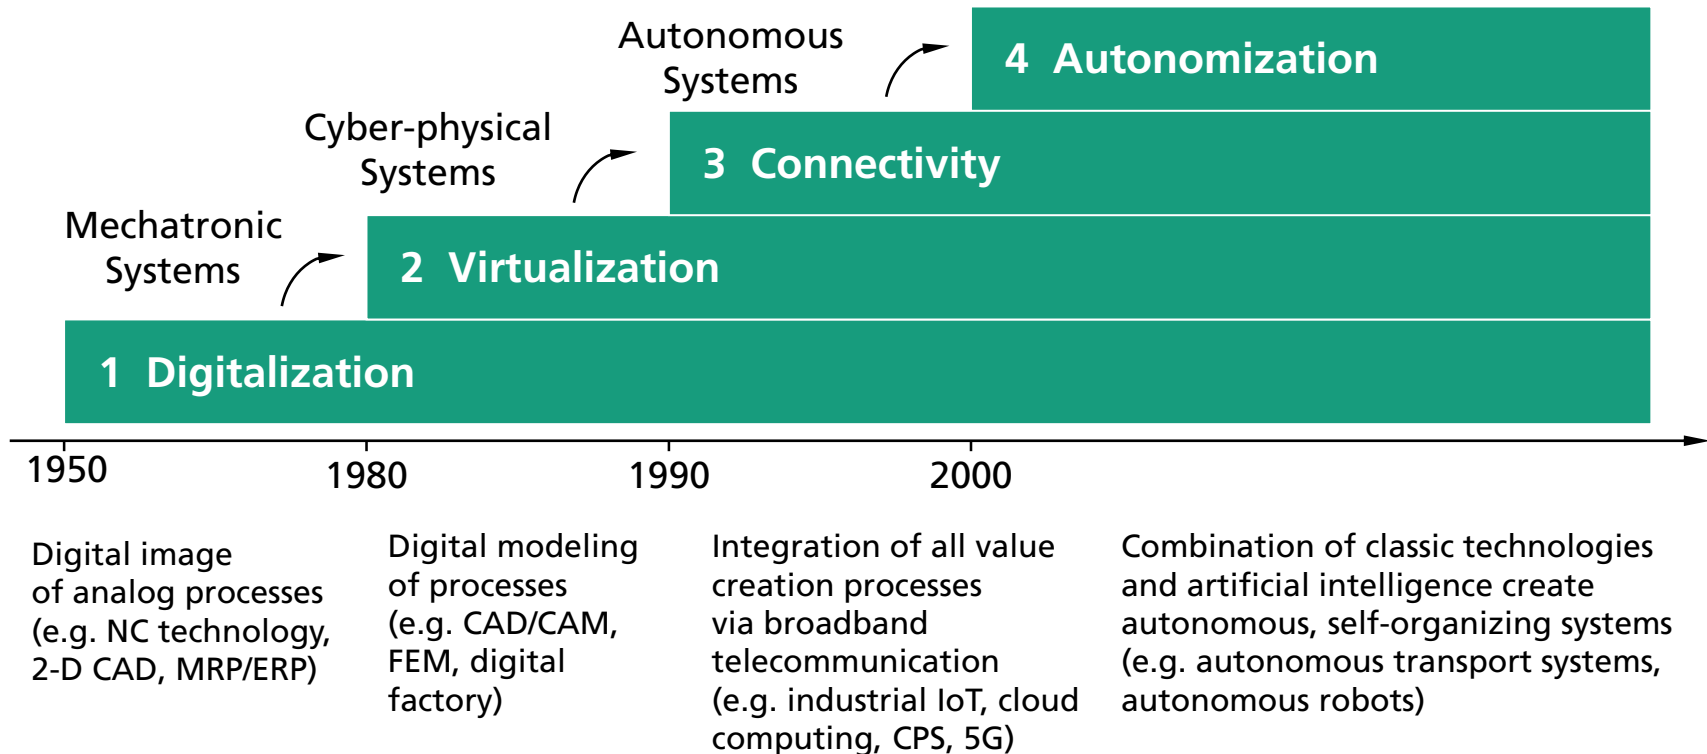 Autonomous
Systems
4 Autonomization
Cyber-physical
Systems
3 Connectivity
Mechatronic
Systems
2 Virtualization
1 Digitalization
1950
1980
1990
2000
Digital image
of analog processes
(e.g. NC technology,
2-D CAD, MRP/ERP)
Digital modeling
of processes
(e.g. CAD/CAM,
FEM, digital
factory)
Integration of all value
creation processes
via broadband
telecommunication
(e.g. industrial IoT, cloud
computing, CPS, 5G)
Combination of classic technologies
and artificial intelligence create
autonomous, self-organizing systems
(e.g. autonomous transport systems,
autonomous robots)